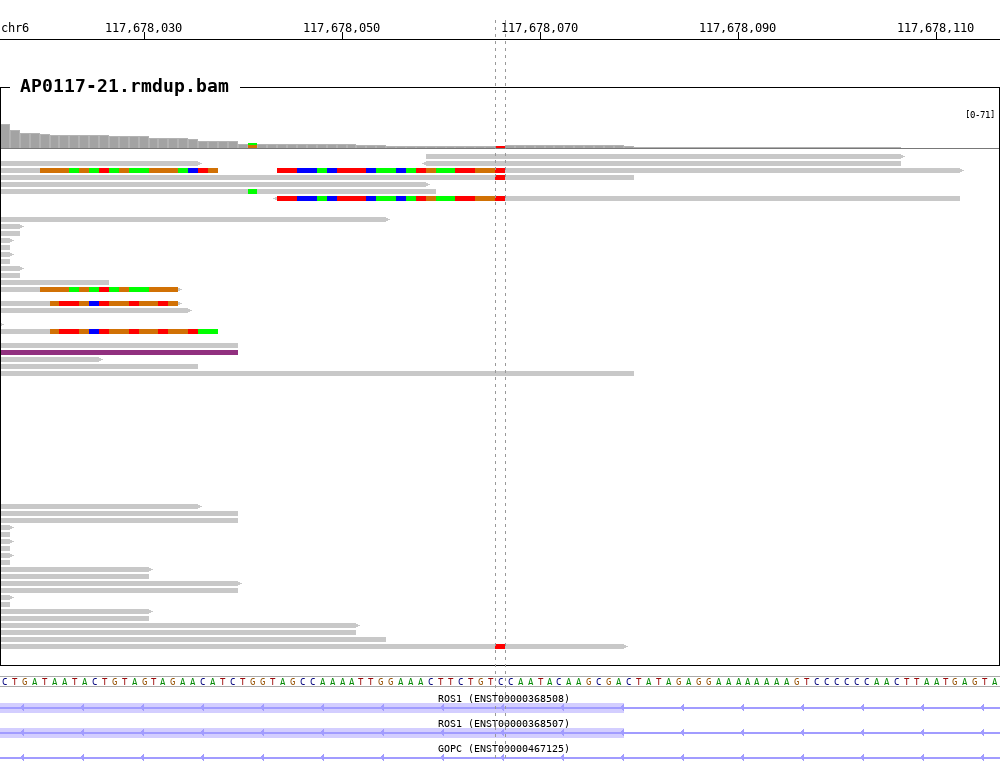 chr6 117,678,030 117,678,050 117,678,070 117,678,090 117,678,110
AP0117-21.rmdup.bam
[0-71]
C T G A T A A T A C T G T A G T A G A A C A T C T G G T A G C C A A A A T T G G A A A C T T C T G T C C A A T A C A A G C G A C T A T A G A G G A A A A A A A A G T C C C C C C A A C T T A A T G A G T A
ROS1 (ENST00000368508)
ROS1 (ENST00000368507)
GOPC (ENST00000467125)